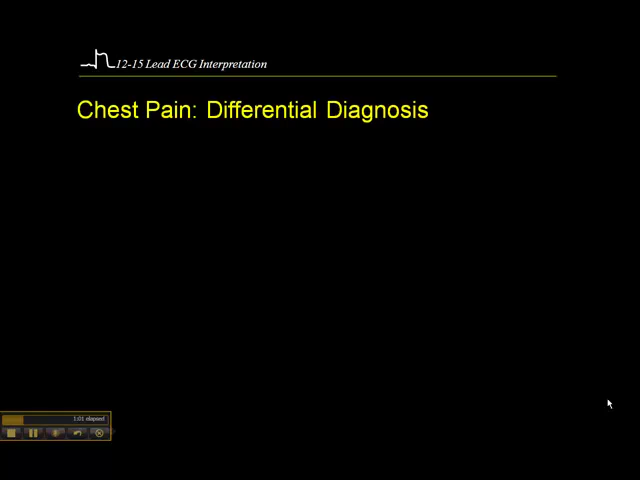 12-15 Lead ECG Interpretation
Chest Pain: Differential Diagnosis
1:01 elapsed